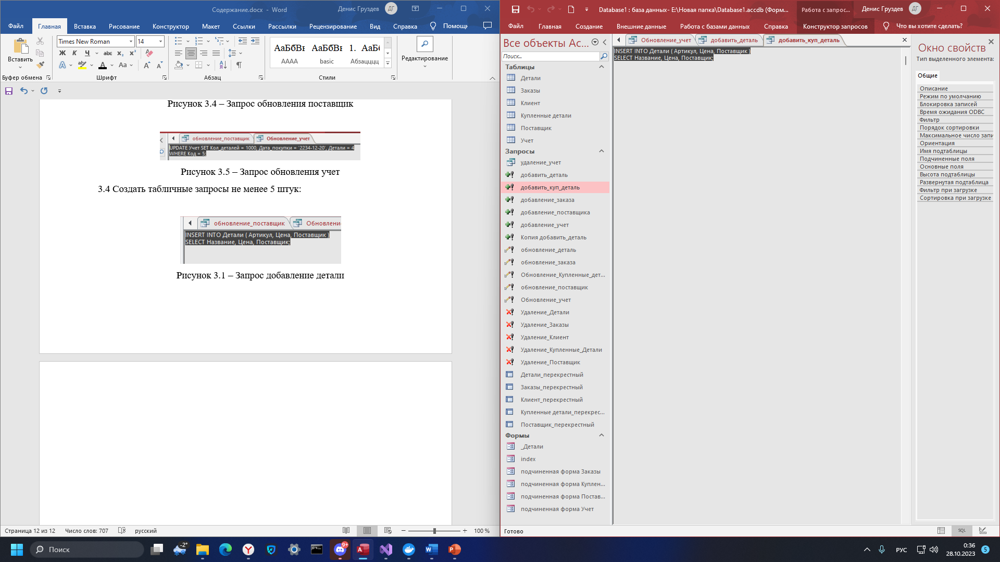 Содержание.docx - Word
Денис Груздев
ДГ
Файл
Главная
Вставка
Рисование
Конструктор
Макет
Ссылки
Рассылки
Рецензирование
Вид
Справка
Помощн
Вставить
Буфер обмена
Times New Roman
14
Ж К Ч abc x₂ x²
А А Aa А А
Шрифт
Абзац
АаБбВв
АААА
АаБбВв
basic
1. АаБбВ
Абзацццц
Стили
Редактирование
Рисунок 3.4 – Запрос обновления поставщик
обновление_поставщик
Обновление_учет
UPDATE Учет SET Кол_деталей = 1000, Дата_покупки = '2234-12-20', Детали = 4
WHERE Код = 5;
Рисунок 3.5 – Запрос обновления учет
3.4 Создать табличные запросы не менее 5 штук:
обновление_поставщик
Обновлени
INSERT INTO Детали ( Артикул, Цена, Поставщик )
SELECT Название, Цена, Поставщик;
Рисунок 3.1 – Запрос добавление детали
Страница 12 из 12
Число слов: 707
русский
100 %
Database1 : база данных- E:\Новая папка\Database1.accdb (Форм...
Работа с запрос...
Денис Груздев
ДГ
Файл
Главная
Создание
Внешние данные
Работа с базами данных
Справка
Конструктор запросов
Что вы хотите сделать?
Все объекты Ac...
Поиск...
Таблицы
Детали
Заказы
Клиент
Купленные детали
Поставщик
Учет
Запросы
удаление_учет
добавить_деталь
добавить_куп_деталь
добавление_заказа
добавление_поставщика
добавление_учет
Копия добавить_деталь
обновление_деталь
обновление_заказа
Обновление_Купленные_дет...
обновление_поставщик
Обновление_учет
Удаление_Детали
Удаление_Заказы
Удаление_Клиент
Удаление_Купленные_Детали
Удаление_Поставщик
Детали_перекрестный
Заказы_перекрестный
Клиент_перекрестный
Купленные детали_перекрес...
Поставщик_перекрестный
Формы
_Детали
index
подчиненная форма Заказы
подчиненная форма Куплен...
подчиненная форма Постав...
подчиненная форма Учет
Обновление_учет
добавить_деталь
добавить_куп_деталь
INSERT INTO Детали ( Артикул, Цена, Поставщик )
SELECT Название, Цена, Поставщик;
Окно свойств
Тип выделенного элемента:
Общие
Описание
Режим по умолчанию
Блокировка записей
Время ожидания ODBC
Фильтр
Порядок сортировки
Максимальное число запи
Ориентация
Имя подтаблицы
Подчиненные поля
Основные поля
Высота подтаблицы
Развернутая подтаблица
Фильтр при загрузке
Сортировка при загрузке
Готово
SQL
Поиск
-2°
9+
РУС
0:36
28.10.2023
5